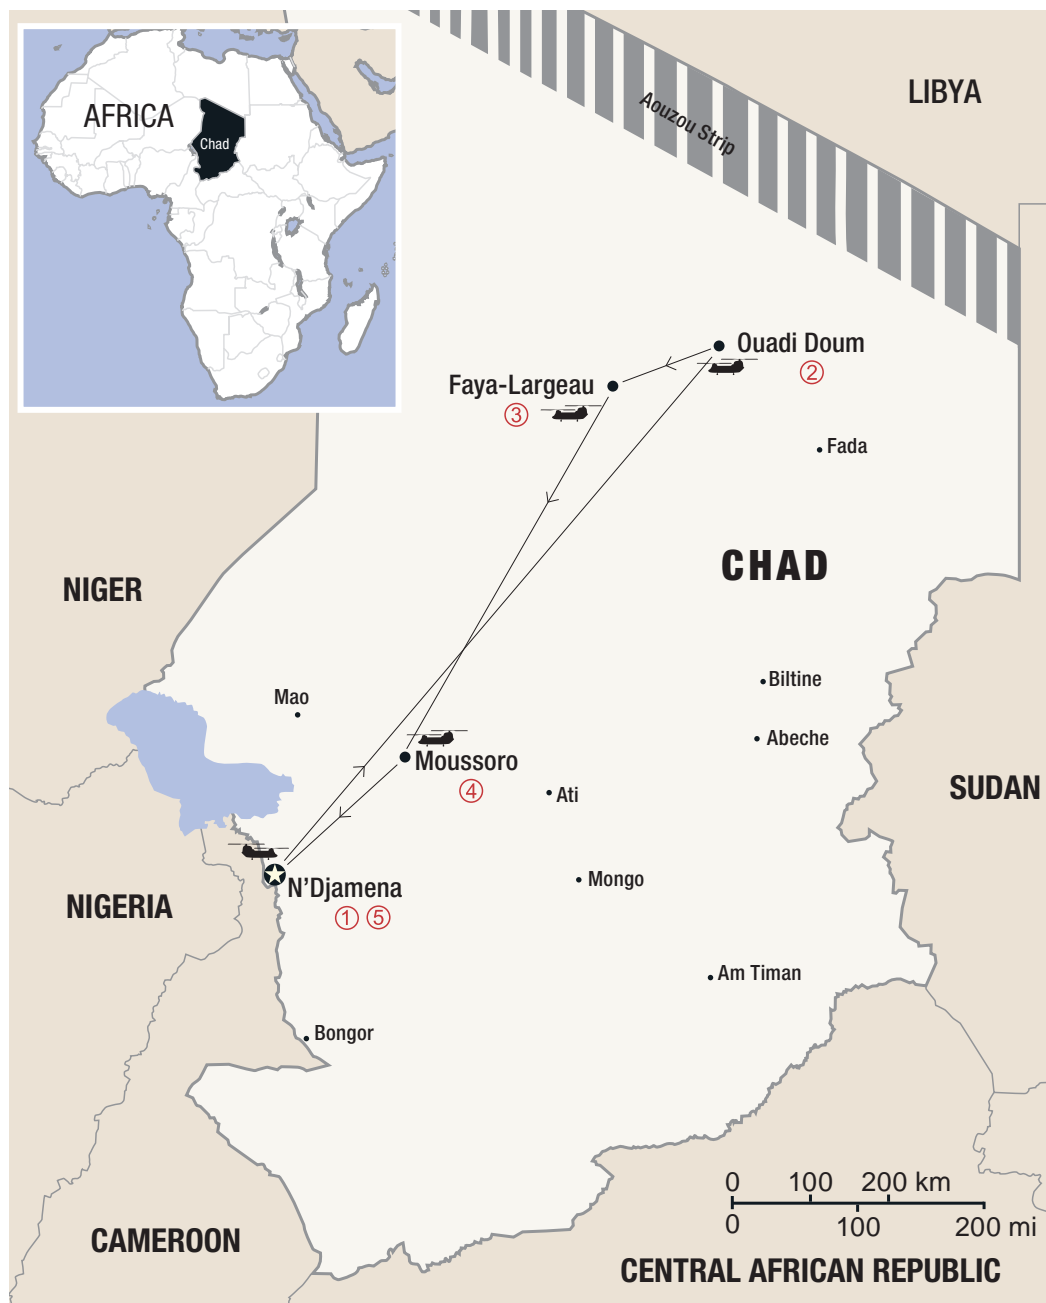 AFRICA
Chad
LIBYA
Aouzou Strip
Ouadi Doum
②
Faya-Largeau
③
Fada
CHAD
NIGER
Biltine
Mao
Abeche
Moussoro
④
Ati
SUDAN
N’Djamena
① ⑤
Mongo
NIGERIA
Am Timan
Bongor
0 100 200 km
0 100 200 mi
CAMEROON
CENTRAL AFRICAN REPUBLIC